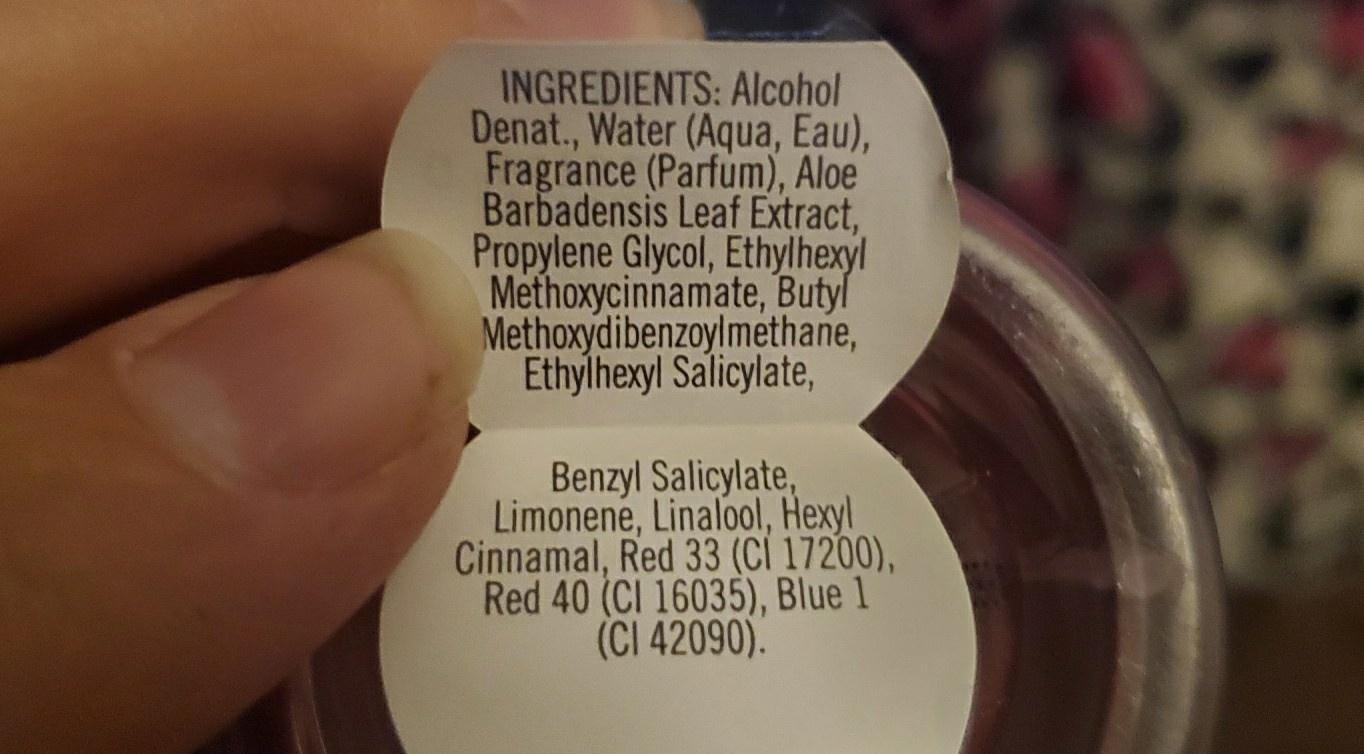 INGREDIENTS: Alcohol
Denat., Water (Aqua, Eau),
Fragrance (Parfum), Aloe
Barbadensis Leaf Extract,
Propylene Glycol, Ethylhexyl
Methoxycinnamate, Butyl
Methoxydibenzoylmethane,
Ethylhexyl Salicylate,
Benzyl Salicylate,
Limonene, Linalool, Hexyl
Cinnamal, Red 33 (CI 17200),
Red 40 (CI 16035), Blue 1
(CI 42090).